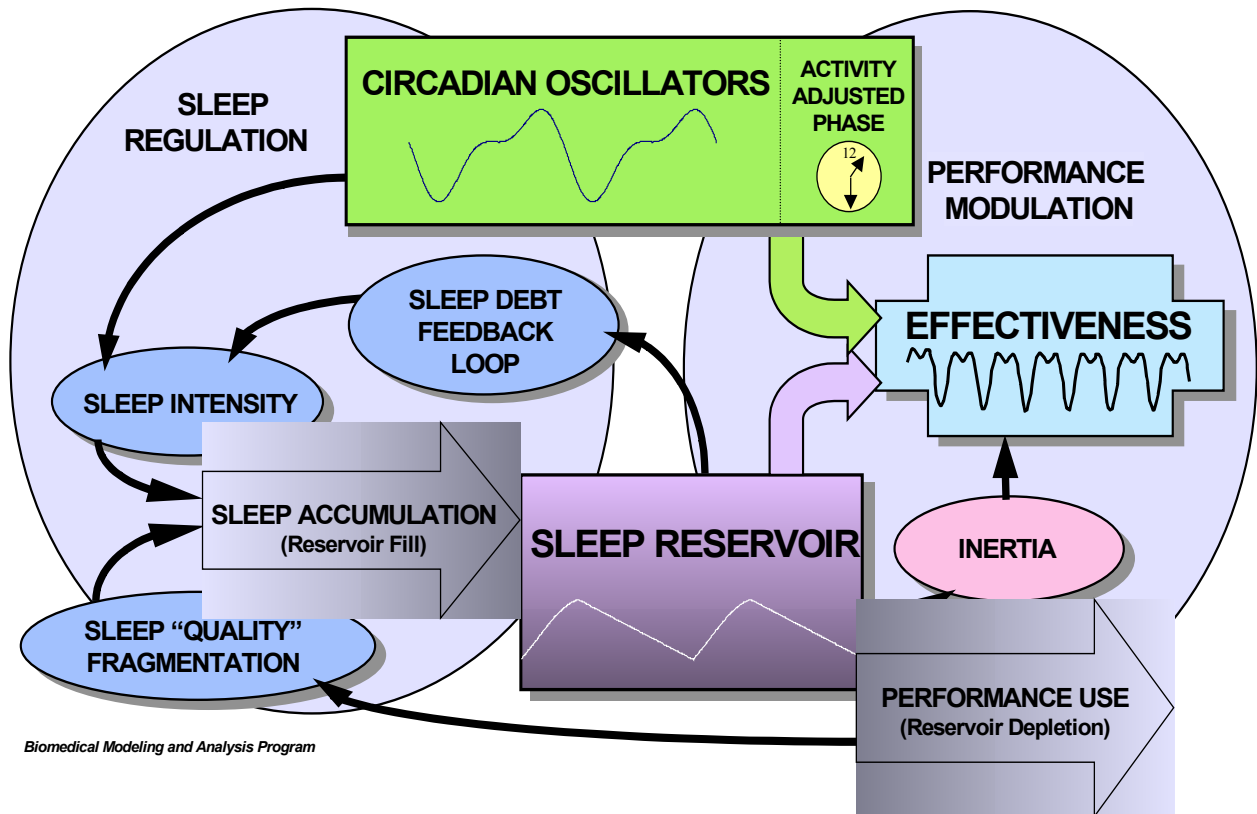 CIRCADIAN OSCILLATORS
ACTIVITY
ADJUSTED
PHASE
12
SLEEP
REGULATION
PERFORMANCE
MODULATION
SLEEP DEBT
FEEDBACK
LOOP
EFFECTIVENESS
SLEEP INTENSITY
SLEEP ACCUMULATION
(Reservoir Fill)
SLEEP RESERVOIR
INERTIA
SLEEP “QUALITY”
FRAGMENTATION
PERFORMANCE USE
(Reservoir Depletion)
Biomedical Modeling and Analysis Program